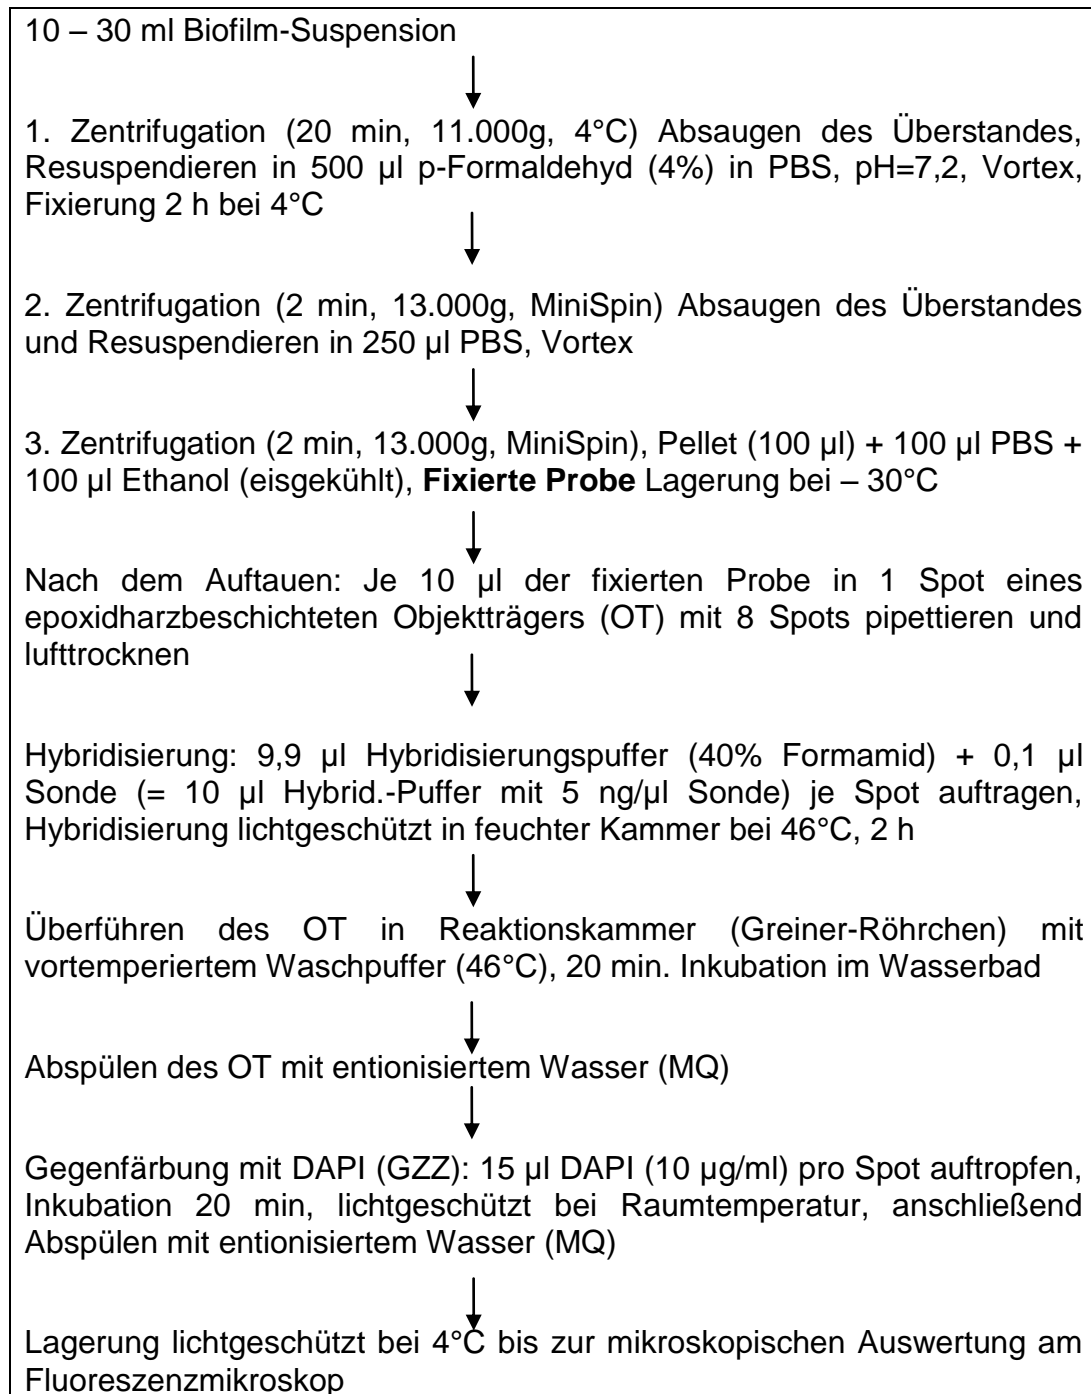 10 – 30 ml Biofilm-Suspension
1. Zentrifugation (20 min, 11.000g, 4°C) Absaugen des Überstandes,
Resuspendieren in 500 µl p-Formaldehyd (4%) in PBS, pH=7,2, Vortex,
Fixierung 2 h bei 4°C
2. Zentrifugation (2 min, 13.000g, MiniSpin) Absaugen des Überstandes
und Resuspendieren in 250 µl PBS, Vortex
3. Zentrifugation (2 min, 13.000g, MiniSpin), Pellet (100 µl) + 100 µl PBS +
100 µl Ethanol (eisgekühlt), Fixierte Probe Lagerung bei – 30°C
Nach dem Auftauen: Je 10 µl der fixierten Probe in 1 Spot eines
epoxidharzbeschichteten Objektträgers (OT) mit 8 Spots pipettieren und
lufttrocknen
Hybridisierung: 9,9 µl Hybridisierungspuffer (40% Formamid) + 0,1 µl
Sonde (= 10 µl Hybrid.-Puffer mit 5 ng/µl Sonde) je Spot auftragen,
Hybridisierung lichtgeschützt in feuchter Kammer bei 46°C, 2 h
Überführen des OT in Reaktionskammer (Greiner-Röhrchen) mit
vortemperiertem Waschpuffer (46°C), 20 min. Inkubation im Wasserbad
Abspülen des OT mit entionisiertem Wasser (MQ)
Gegenfärbung mit DAPI (GZZ): 15 µl DAPI (10 µg/ml) pro Spot auftropfen,
Inkubation 20 min, lichtgeschützt bei Raumtemperatur, anschließend
Abspülen mit entionisiertem Wasser (MQ)
Lagerung lichtgeschützt bei 4°C bis zur mikroskopischen Auswertung am
Fluoreszenzmikroskop